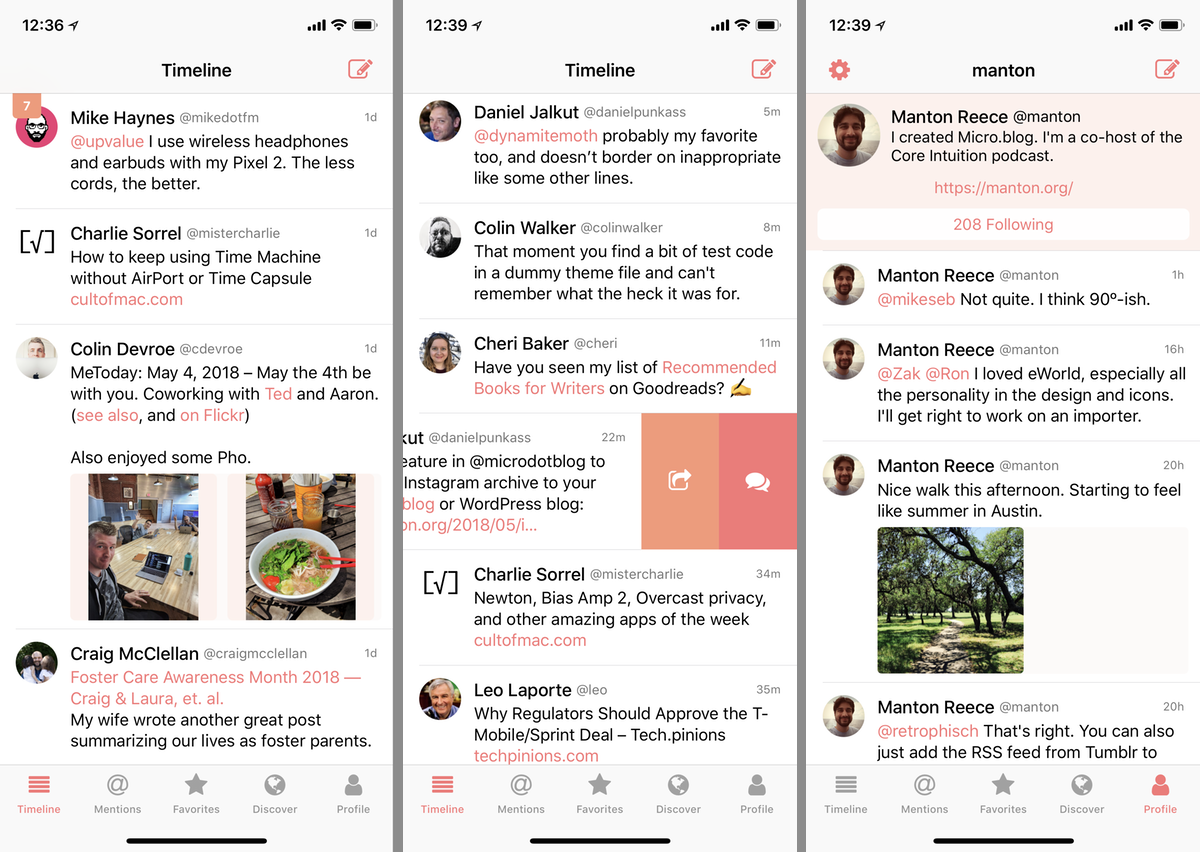 12:36
Timeline
7
Mike Haynes @mikedotfm 1d
@upvalue I use wireless headphones
and earbuds with my Pixel 2. The less
cords, the better.
[√] Charlie Sorrel @mistercharlie 1d
How to keep using Time Machine
without AirPort or Time Capsule
cultofmac.com
Colin Devroe @cdevroe 1d
MeToday: May 4, 2018 – May the 4th be
with you. Coworking with Ted and Aaron.
(see also, and on Flickr)
Also enjoyed some Pho.
Craig McClellan @craigmcclellan 1d
Foster Care Awareness Month 2018 —
Craig & Laura, et. al.
My wife wrote another great post
summarizing our lives as foster parents.
Timeline Mentions Favorites Discover Profile
12:39
Timeline
Daniel Jalkut @danielpunkass 5m
@dynamitemoth probably my favorite
too, and doesn’t border on inappropriate
like some other lines.
Colin Walker @colinwalker 8m
That moment you find a bit of test code
in a dummy theme file and can't
remember what the heck it was for.
Cheri Baker @cheri 11m
Have you seen my list of Recommended
Books for Writers on Goodreads? ✍️
kut @danielpunkass 22m
eature in @microdotblog to
Instagram archive to your
blog or WordPress blog:
on.org/2018/05/i...
[√] Charlie Sorrel @mistercharlie 34m
Newton, Bias Amp 2, Overcast privacy,
and other amazing apps of the week
cultofmac.com
Leo Laporte @leo 35m
Why Regulators Should Approve the T-
Mobile/Sprint Deal – Tech.pinions
techpinions.com
Timeline Mentions Favorites Discover Profile
12:39
manton
Manton Reece @manton
I created Micro.blog. I'm a co-host of the
Core Intuition podcast.
https://manton.org/
208 Following
Manton Reece @manton 1h
@mikeseb Not quite. I think 90º-ish.
Manton Reece @manton 16h
@Zak @Ron I loved eWorld, especially all
the personality in the design and icons.
I'll get right to work on an importer.
Manton Reece @manton 20h
Nice walk this afternoon. Starting to feel
like summer in Austin.
Manton Reece @manton 20h
@retrophisch That's right. You can also
just add the RSS feed from Tumblr to
Timeline Mentions Favorites Discover Profile